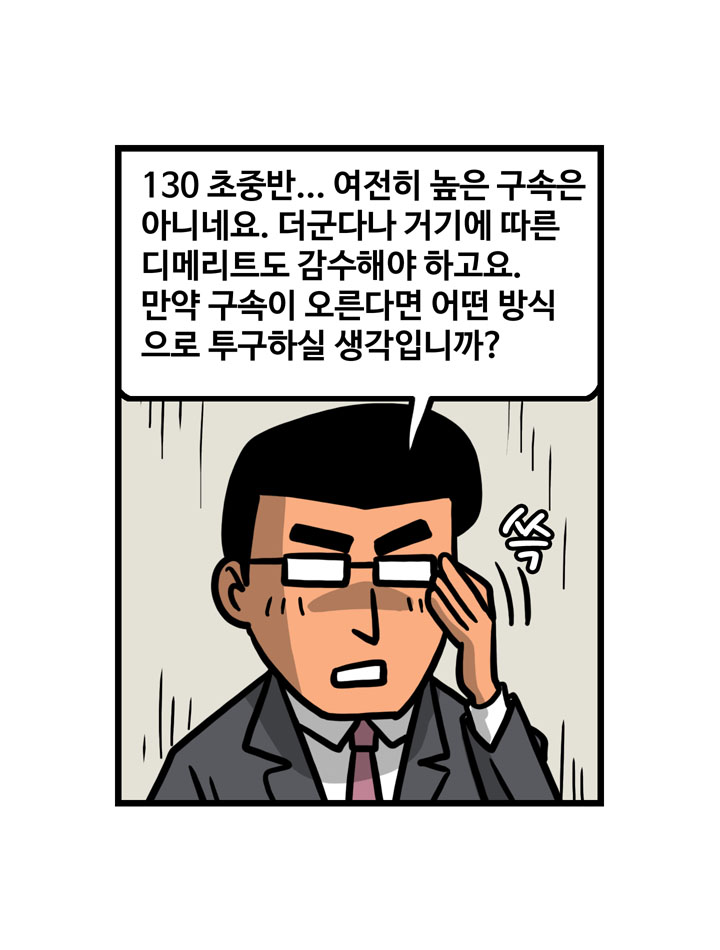 130 초중반... 여전히 높은 구속은
아니네요. 더군다나 거기에 따른
디메리트도 감수해야 하고요.
만약 구속이 오른다면 어떤 방식
으로 투구하실 생각입니까?
쓱